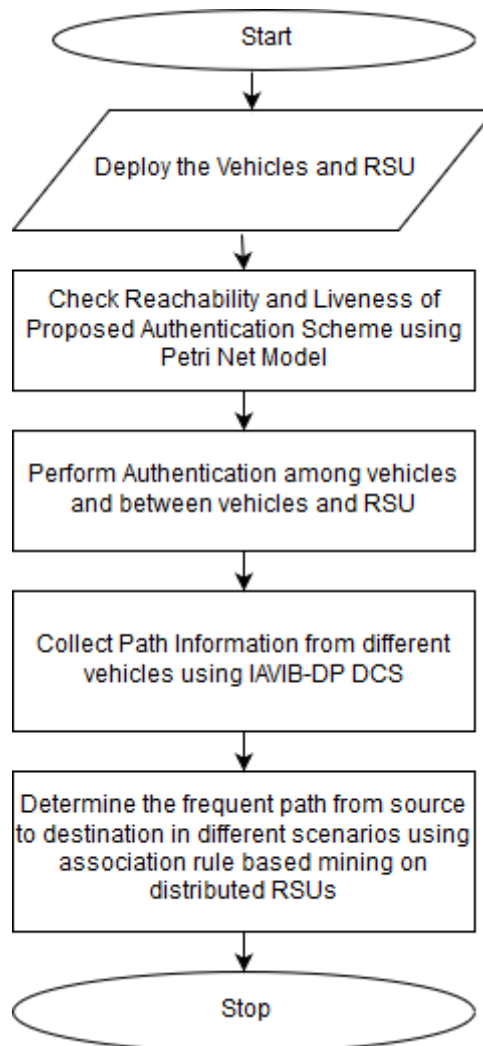 Start
Deploy the Vehicles and RSU
Check Reachability and Liveness of
Proposed Authentication Scheme using
Petri Net Model
Perform Authentication among vehicles
and between vehicles and RSU
Collect Path Information from different
vehicles using IAVIB-DP DCS
Determine the frequent path from source
to destination in different scenarios using
association rule based mining on
distributed RSUs
Stop